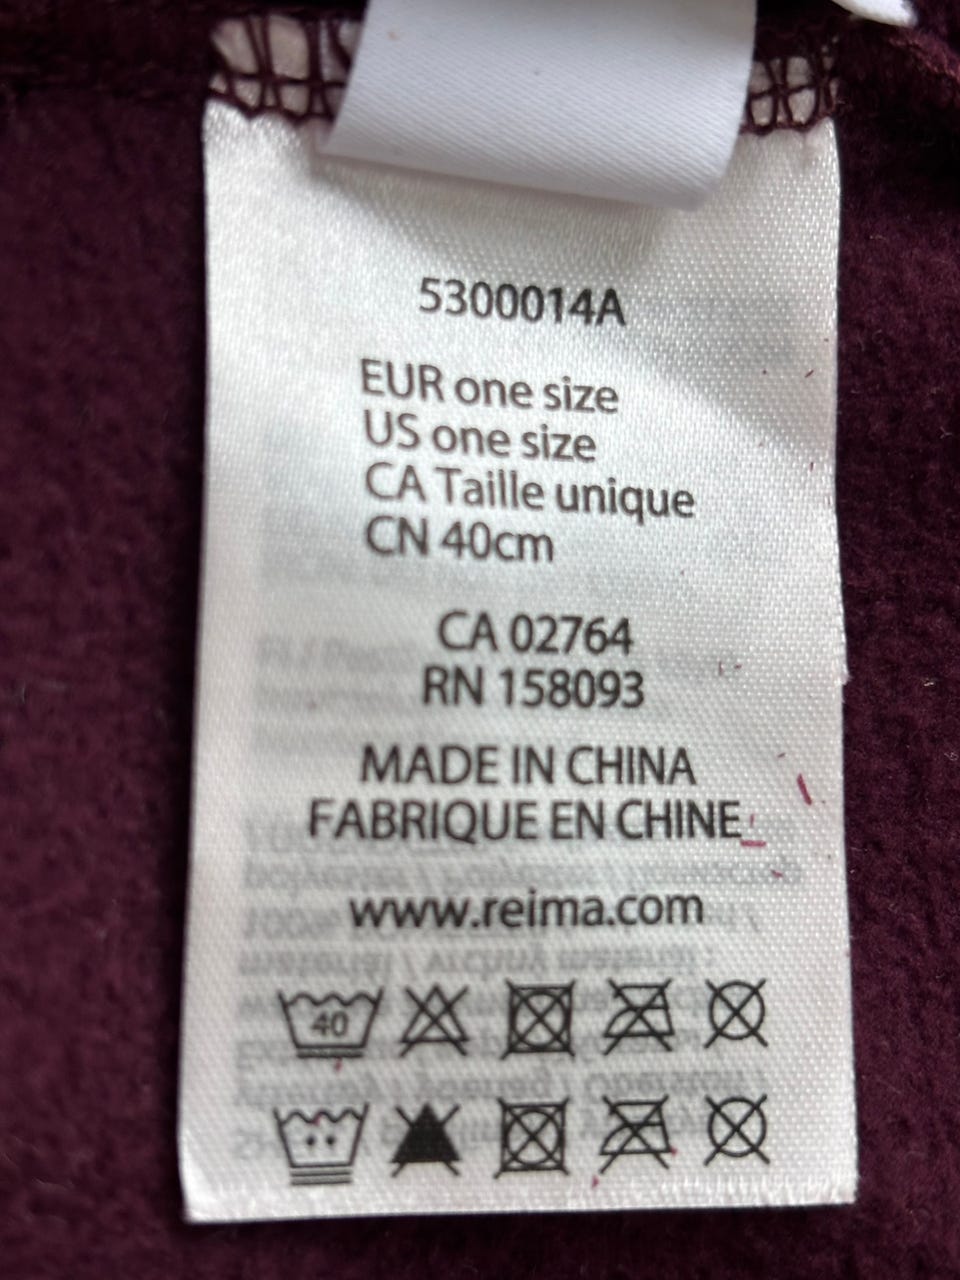 5300014A
EUR one size
US one size
CA Taille unique
CN 40cm
CA 02764
RN 158093
MADE IN CHINA
FABRIQUE EN CHINE
www.reima.com
40